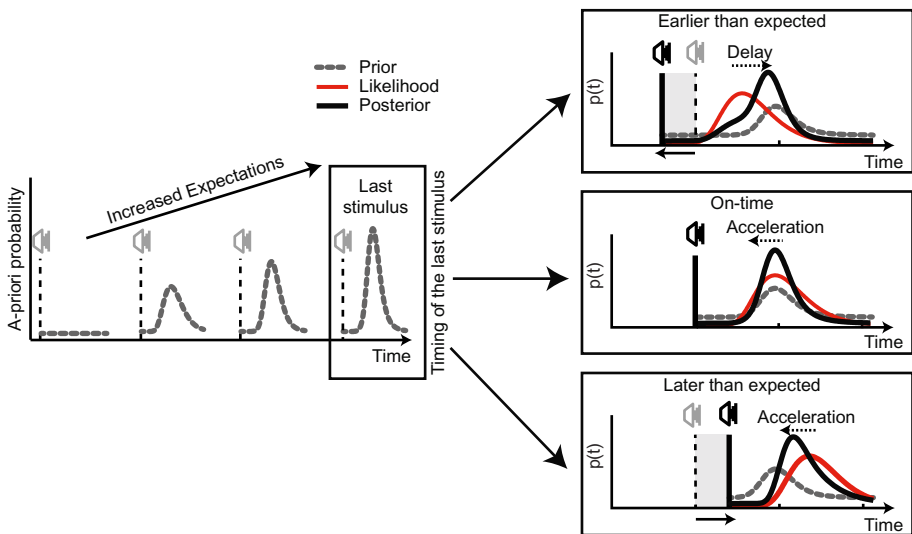 Prior
Likelihood
Posterior
A-priori probability
Increased Expectations
Last
stimulus
Time
Timing of the last stimulus
Earlier than expected
Delay
p(t)
Time
On-time
Acceleration
p(t)
Time
Later than expected
Acceleration
p(t)
Time